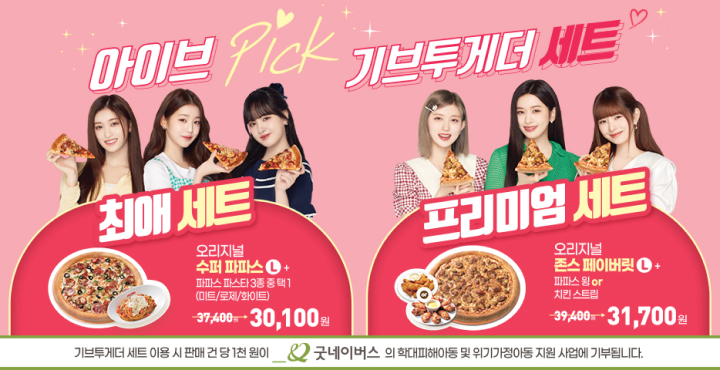 아이브 Pick 기브투게더 세트
최애 세트
오리지널
수퍼 파파스 L +
파파스 파스타 3종 중 택 1
(미트/로제/화이트)
37,400원 30,100원
프리미엄 세트
오리지널
존스 페이버릿 L +
파파스 윙 or
치킨 스트립
39,400원 31,700원
기브투게더 세트 이용 시 판매 건 당 1천 원이 굿네이버스 의 학대피해아동 및 위기가정아동 지원 사업에 기부됩니다.